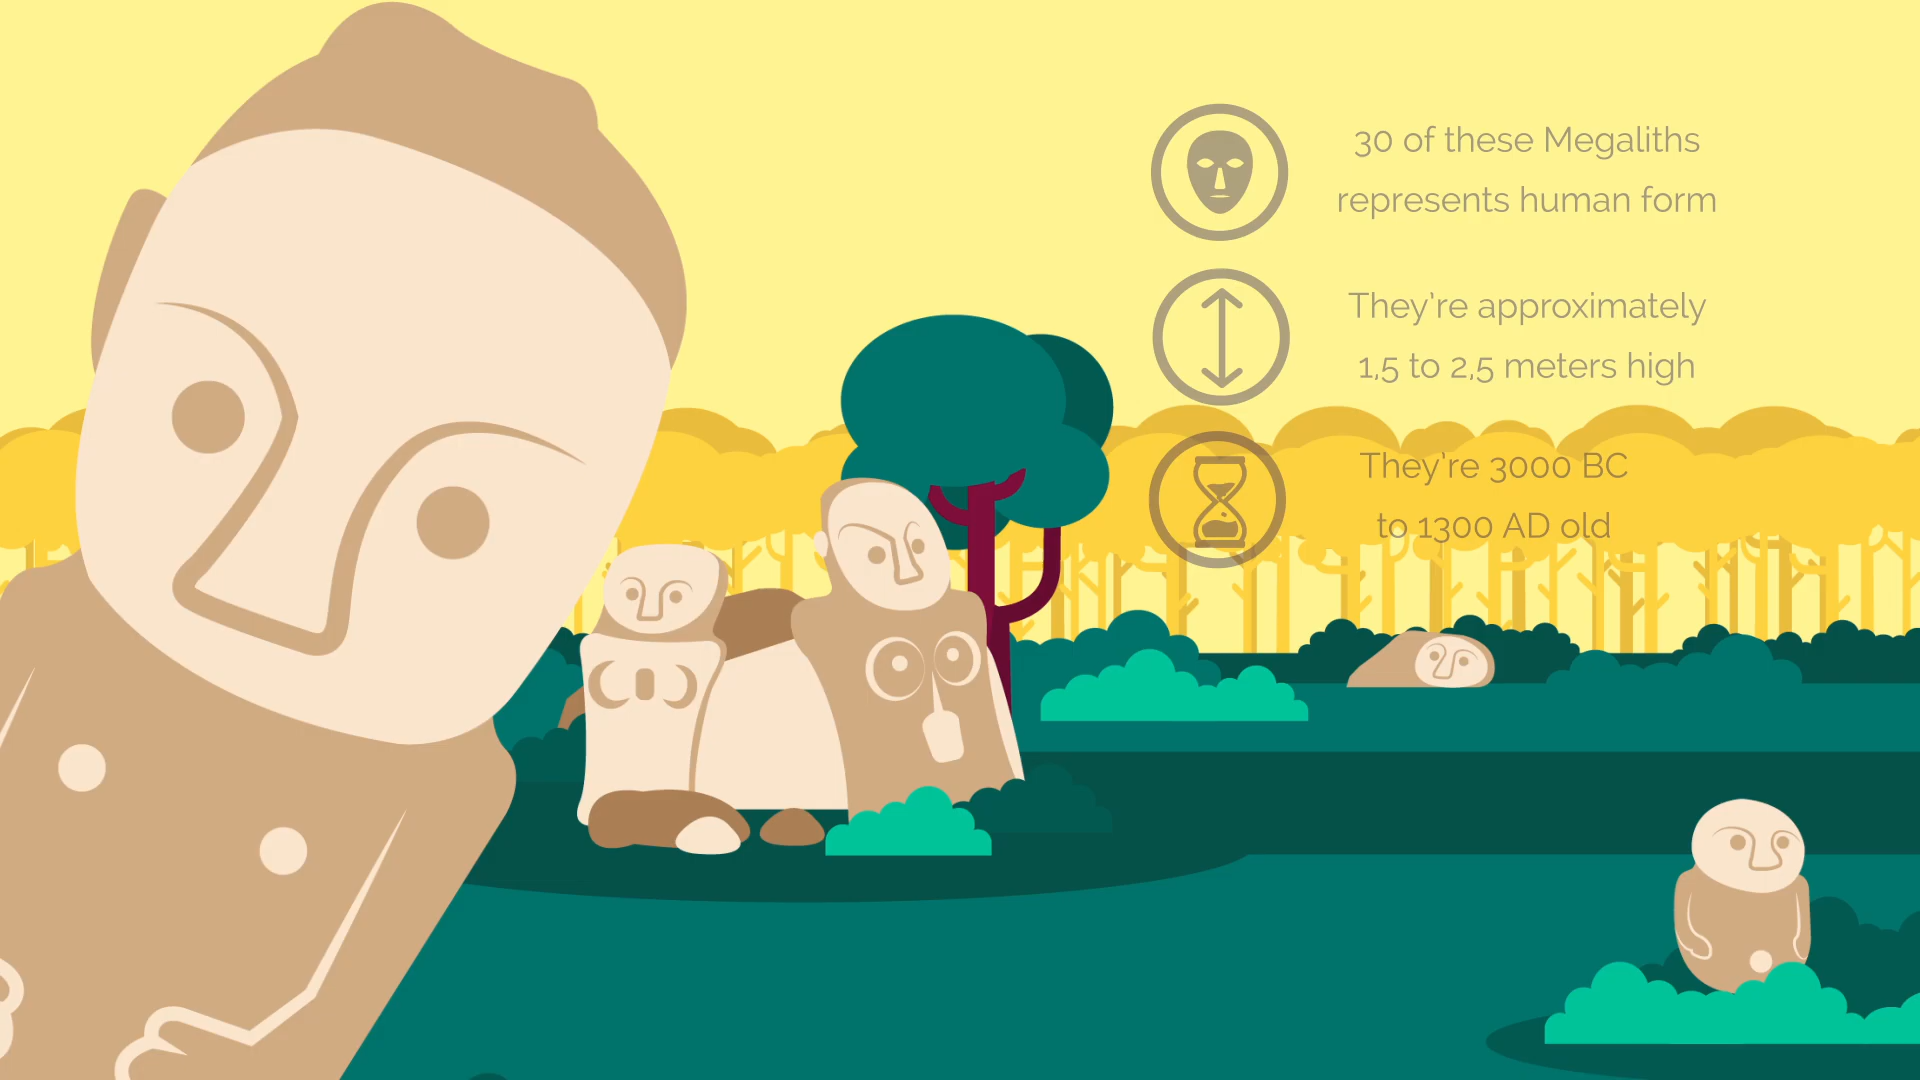 30 of these Megaliths
represents human form
They're approximately
1,5 to 2,5 meters high
They're 3000 BC
to 1300 AD old